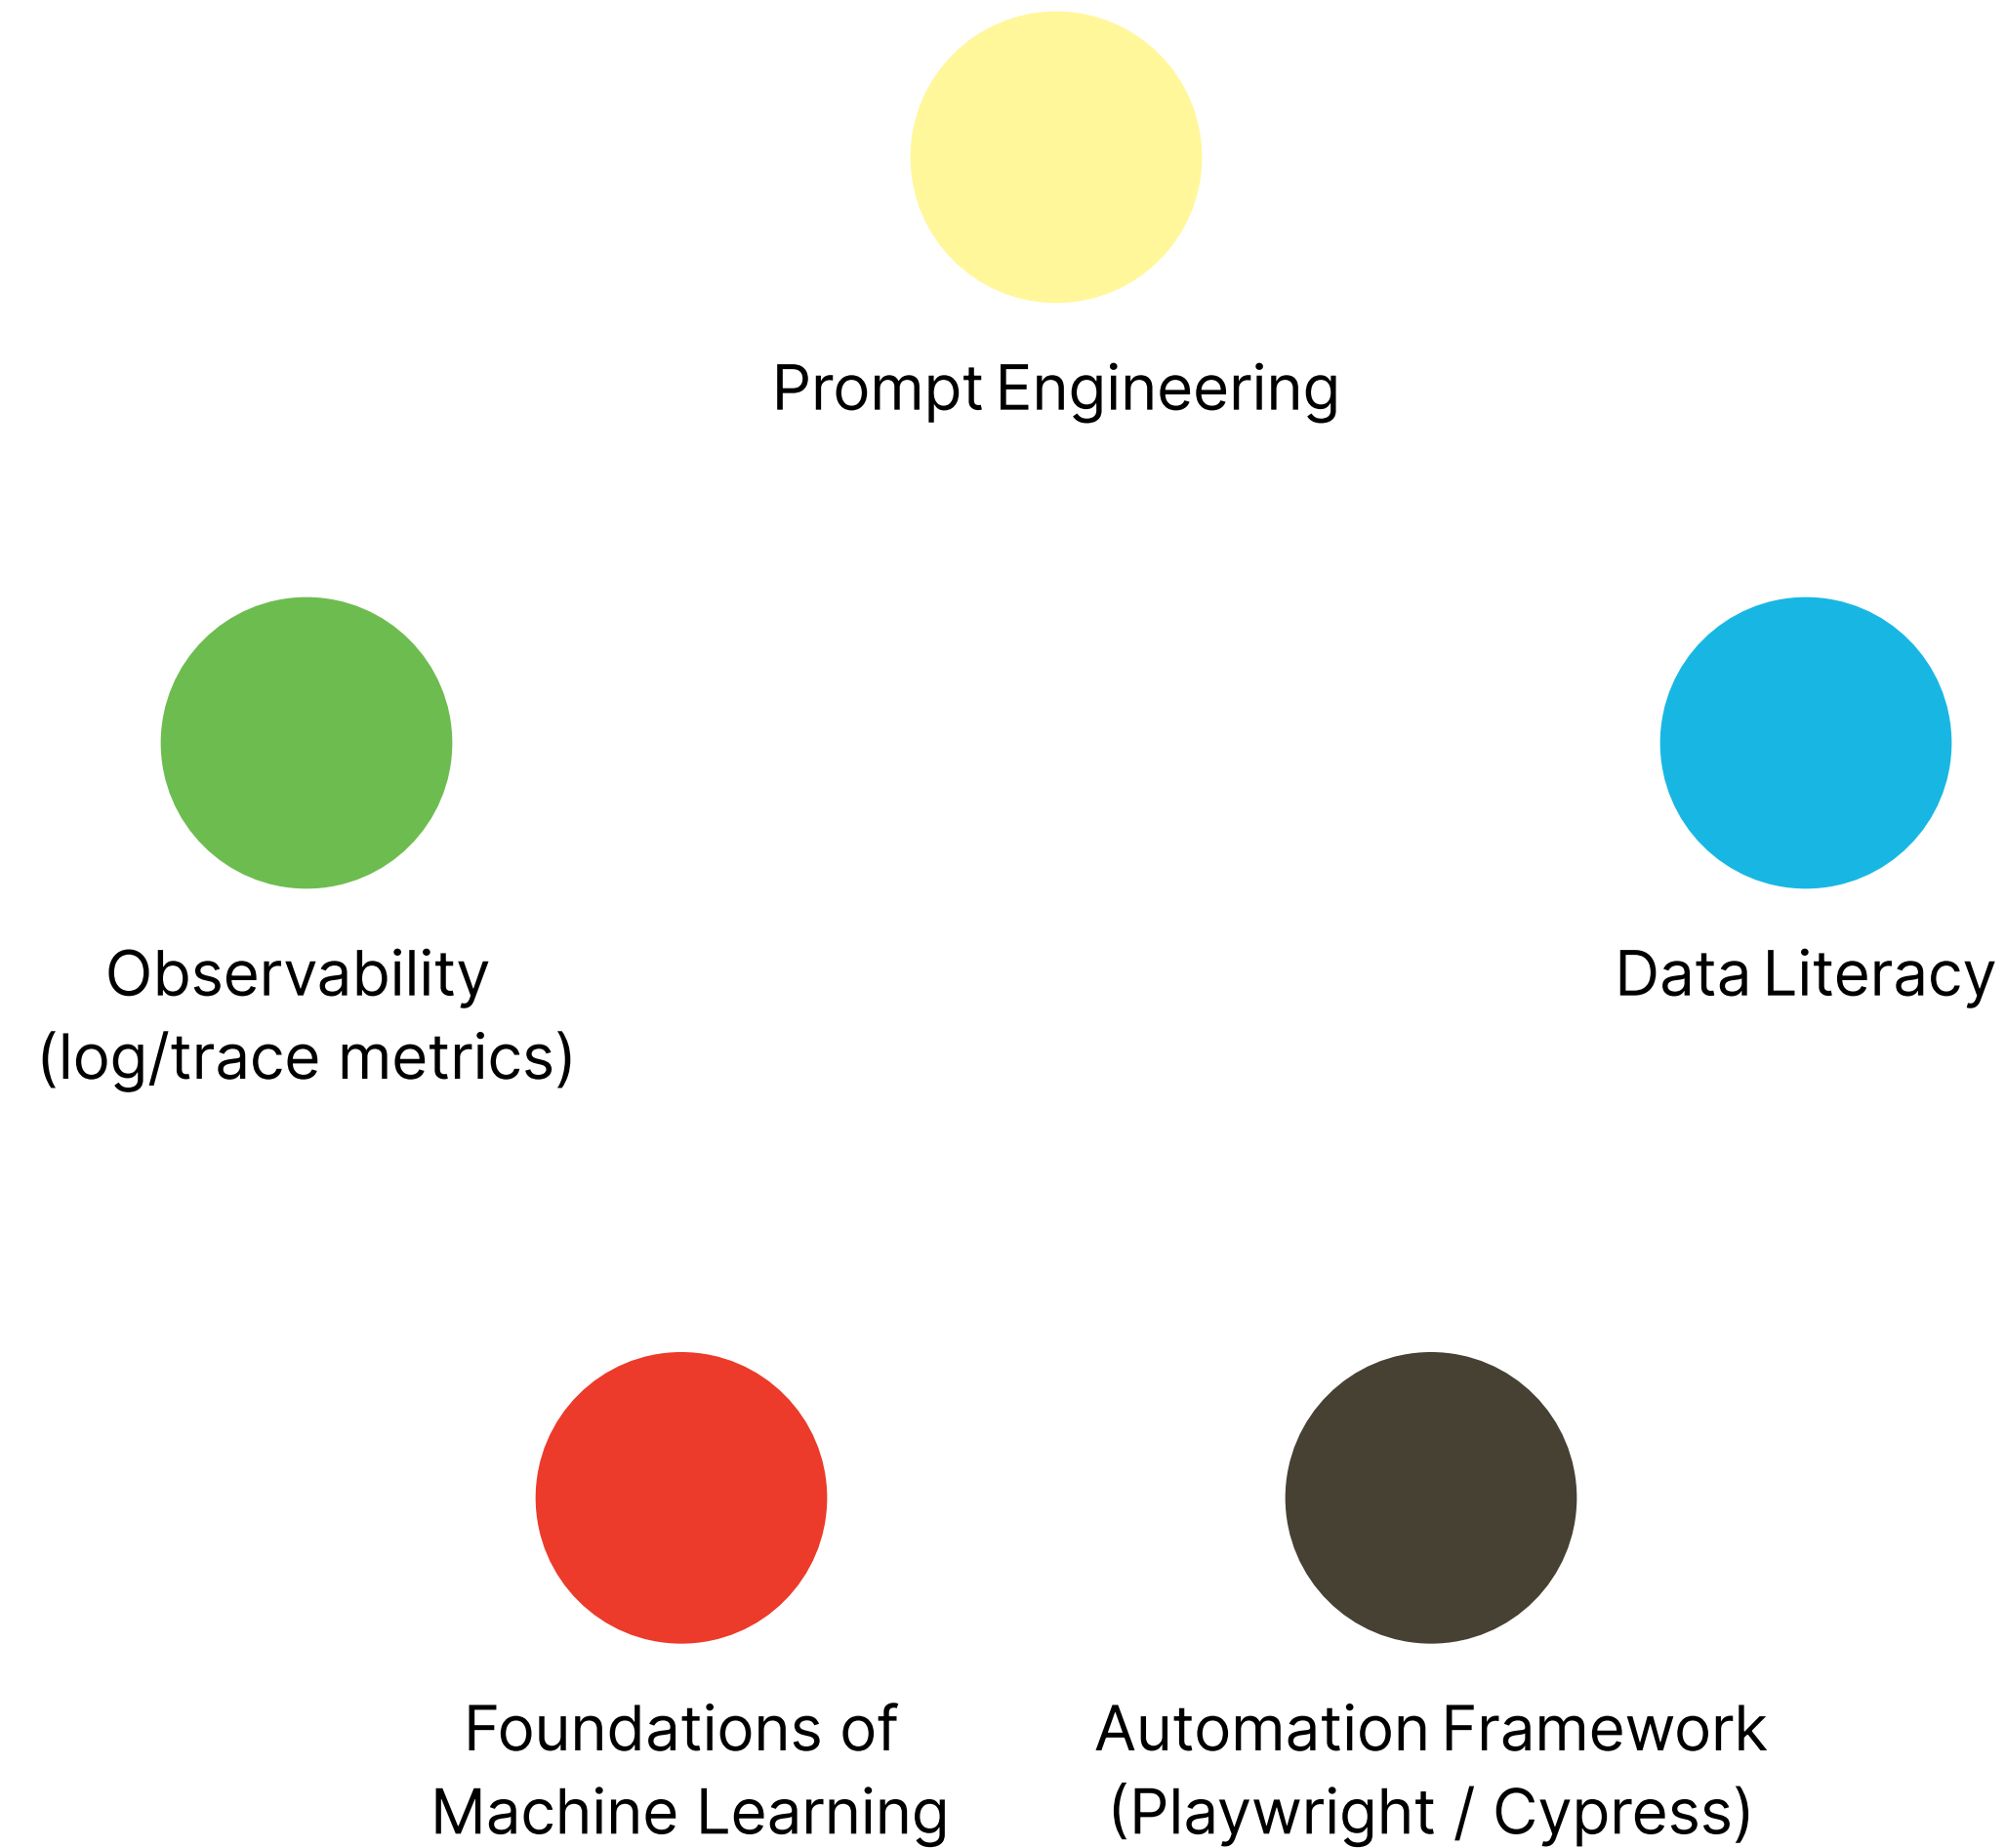 Prompt Engineering
Observability
(log/trace metrics)
Data Literacy
Foundations of
Machine Learning
Automation Framework
(Playwright / Cypress)